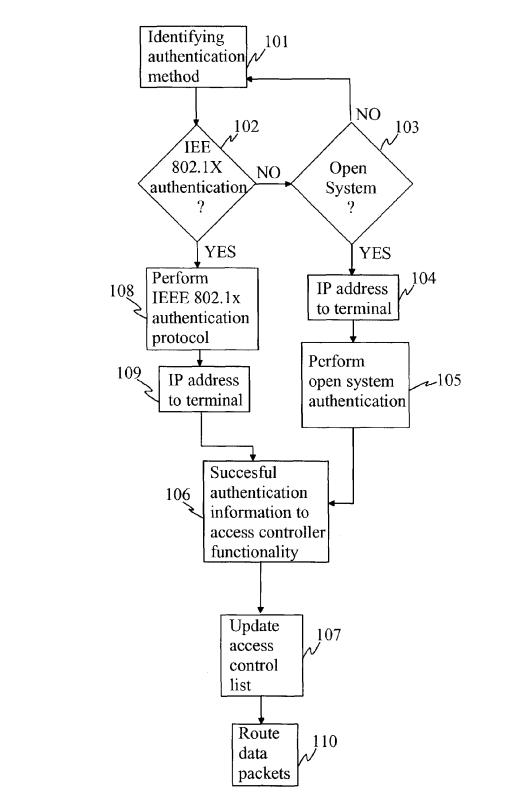 Identifying
authentication
method
101
NO
102
103
IEE
802.1X
authentication
?
NO
Open
System
?
YES
YES
108
Perform
IEEE 802.1x
authentication
protocol
IP address
to terminal
104
109
IP address
to terminal
Perform
open system
authentication
105
106
Succesful
authentication
information to
access controller
functionality
Update
access
control
list
107
Route
data
packets
110